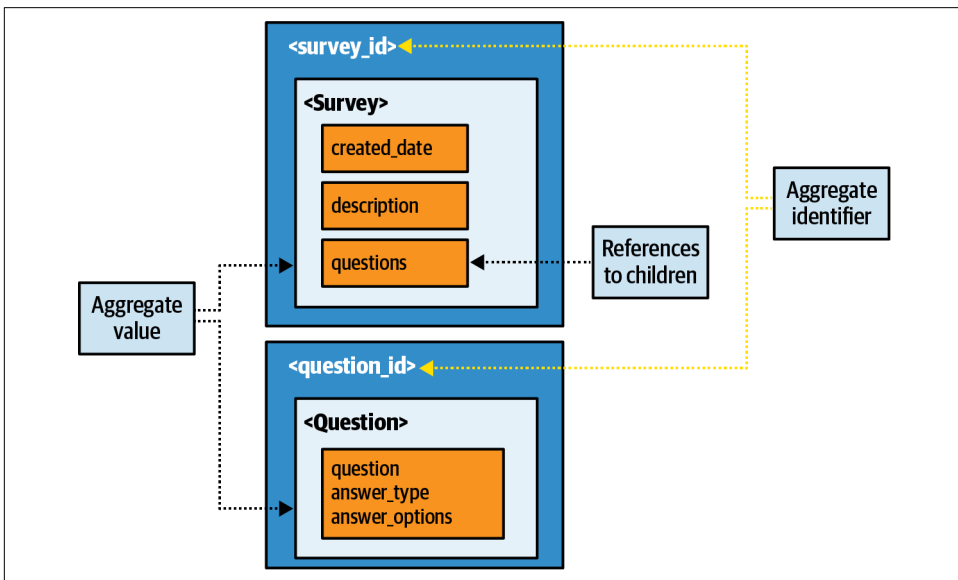 <survey_id>
<Survey>
created_date
description
questions
Aggregate
identifier
References
to children
Aggregate
value
<question_id>
<Question>
question
answer_type
answer_options